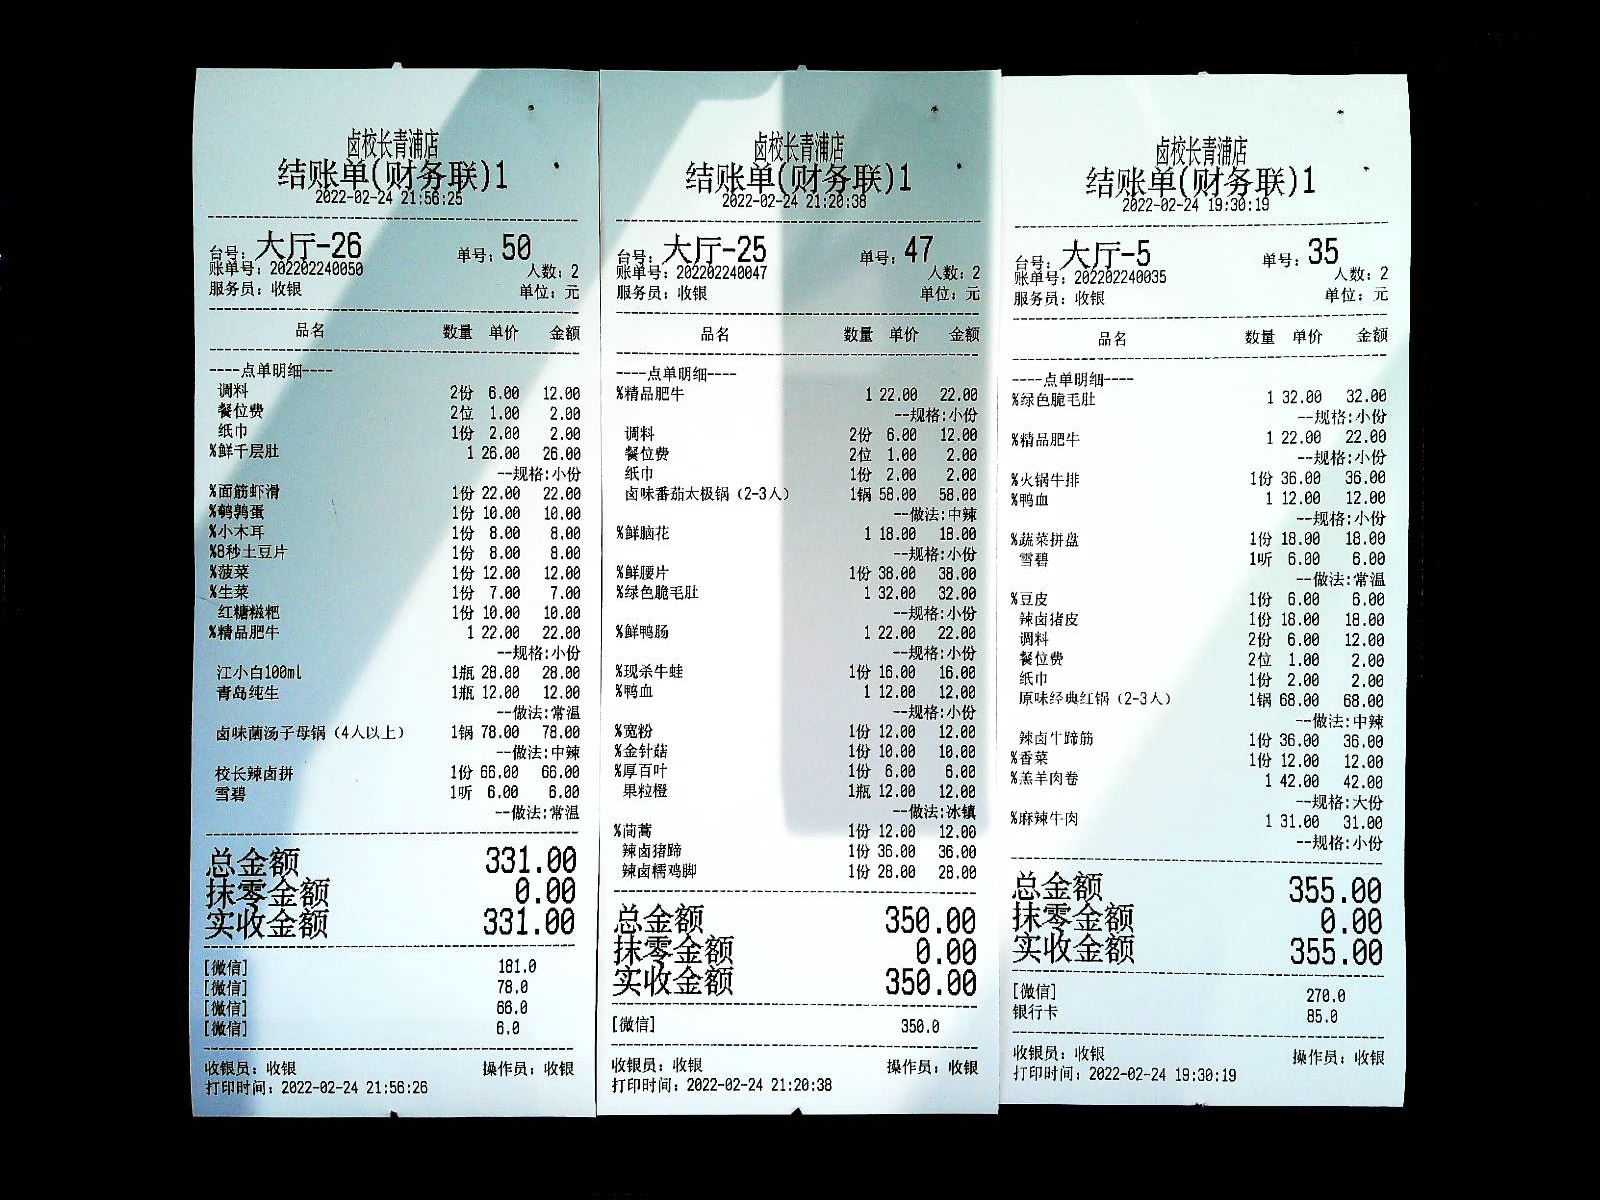 卤校长青浦店
结账单(财务联)1
2022-02-24 21:56:25
台号: 大厅-26 单号: 50
账单号: 202202240050 人数: 2
服务员: 收银 单位: 元
品名 数量 单价 金额
----点单明细----
调料 2份 6.00 12.00
餐位费 2位 1.00 2.00
纸巾 1份 2.00 2.00
%鲜千层肚 1 26.00 26.00
--规格:小份
%面筋虾滑 1份 22.00 22.00
%鹌鹑蛋 1份 10.00 10.00
%小木耳 1份 8.00 8.00
%8秒土豆片 1份 8.00 8.00
%菠菜 1份 12.00 12.00
%生菜 1份 7.00 7.00
红糖糍粑 1份 10.00 10.00
%精品肥牛 1 22.00 22.00
--规格:小份
江小白100ml 1瓶 28.00 28.00
青岛纯生 1瓶 12.00 12.00
--做法:常温
卤味菌汤子母锅(4人以上) 1锅 78.00 78.00
--做法:中辣
校长辣卤拼 1份 66.00 66.00
雪碧 1听 6.00 6.00
--做法:常温
总金额 331.00
抹零金额 0.00
实收金额 331.00
[微信] 181.0
[微信] 78.0
[微信] 66.0
[微信] 6.0
收银员: 收银 操作员: 收银
打印时间: 2022-02-24 21:56:26
卤校长青浦店
结账单(财务联)1
2022-02-24 21:20:38
台号: 大厅-25 单号: 47
账单号: 202202240047 人数: 2
服务员: 收银 单位: 元
品名 数量 单价 金额
----点单明细----
%精品肥牛 1 22.00 22.00
--规格:小份
调料 2份 6.00 12.00
餐位费 2位 1.00 2.00
纸巾 1份 2.00 2.00
卤味番茄太极锅(2-3人) 1锅 58.00 58.00
--做法:中辣
%鲜脑花 1 18.00 18.00
--规格:小份
%鲜腰片 1份 38.00 38.00
%绿色脆毛肚 1 32.00 32.00
--规格:小份
%鲜鸭肠 1 22.00 22.00
--规格:小份
%现杀牛蛙 1份 16.00 16.00
%鸭血 1 12.00 12.00
--规格:小份
%宽粉 1份 12.00 12.00
%金针菇 1份 10.00 10.00
%厚百叶 1份 6.00 6.00
果粒橙 1瓶 12.00 12.00
--做法:冰镇
%茼蒿 1份 12.00 12.00
辣卤猪蹄 1份 36.00 36.00
辣卤糯鸡脚 1份 28.00 28.00
总金额 350.00
抹零金额 0.00
实收金额 350.00
[微信] 350.0
收银员: 收银 操作员: 收银
打印时间: 2022-02-24 21:20:38
卤校长青浦店
结账单(财务联)1
2022-02-24 19:30:19
台号: 大厅-5 单号: 35
账单号: 202202240035 人数: 2
服务员: 收银 单位: 元
品名 数量 单价 金额
----点单明细----
%绿色脆毛肚 1 32.00 32.00
--规格:小份
%精品肥牛 1 22.00 22.00
--规格:小份
%火锅牛排 1份 36.00 36.00
%鸭血 1 12.00 12.00
--规格:小份
%蔬菜拼盘 1份 18.00 18.00
雪碧 1听 6.00 6.00
--做法:常温
%豆皮 1份 6.00 6.00
辣卤猪皮 1份 18.00 18.00
调料 2份 6.00 12.00
餐位费 2位 1.00 2.00
纸巾 1份 2.00 2.00
原味经典红锅(2-3人) 1锅 68.00 68.00
--做法:中辣
辣卤牛蹄筋 1份 36.00 36.00
%香菜 1份 12.00 12.00
%羔羊肉卷 1 42.00 42.00
--规格:大份
%麻辣牛肉 1 31.00 31.00
--规格:小份
总金额 355.00
抹零金额 0.00
实收金额 355.00
[微信] 270.0
银行卡 85.0
收银员: 收银 操作员: 收银
打印时间: 2022-02-24 19:30:19